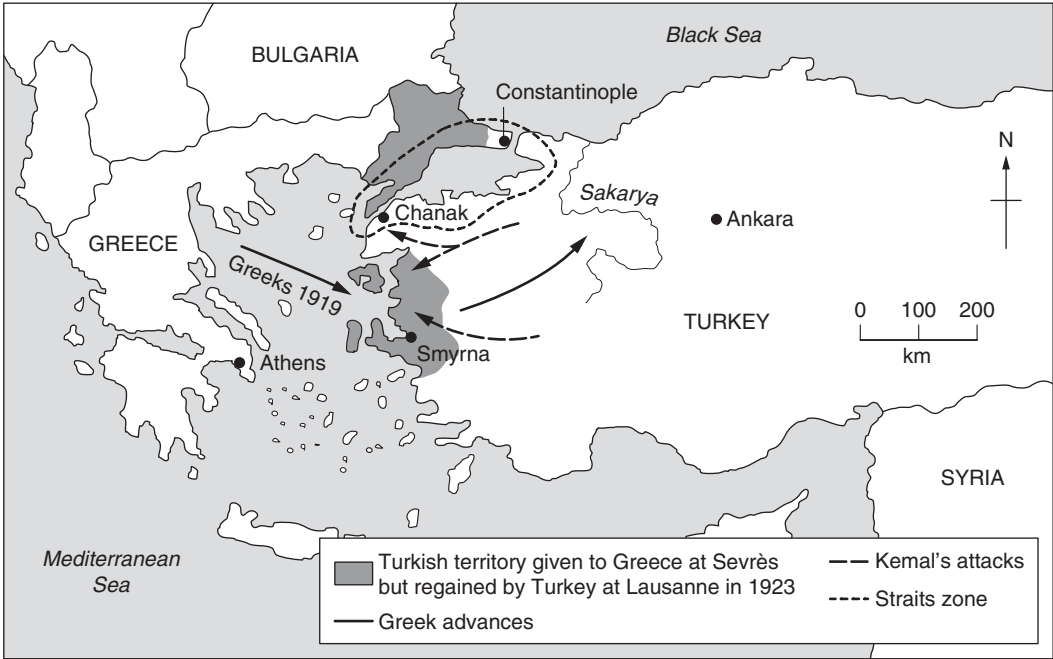 Black Sea
BULGARIA
Constantinople
N
Sakarya
Chanak
Ankara
GREECE
Greeks 1919
0 100 200
km
TURKEY
Smyrna
Athens
SYRIA
Mediterranean
Sea
Turkish territory given to Greece at Sevrès
but regained by Turkey at Lausanne in 1923
Greek advances
Kemal's attacks
Straits zone